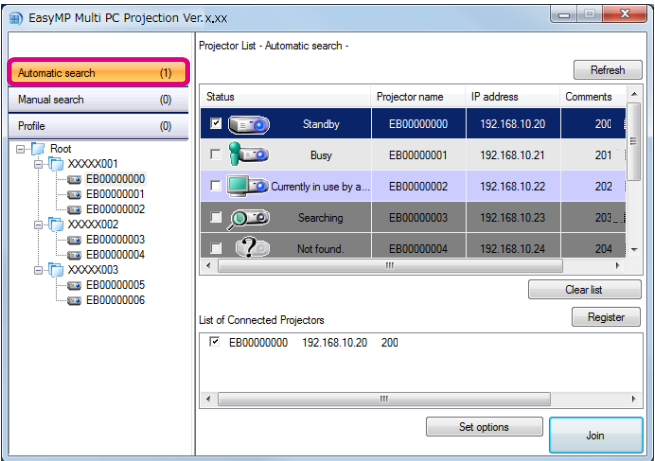 EasyMP Multi PC Projection Ver.x.xx
Projector List - Automatic search -
Automatic search (1)
Manual search (0)
Profile (0)
Root
XXXXX001
EB00000000
EB00000001
EB00000002
XXXXX002
EB00000003
EB00000004
XXXXX003
EB00000005
EB00000006
Refresh
Status Projector name IP address Comments
Standby EB00000000 192.168.10.20 200
Busy EB00000001 192.168.10.21 201
Currently in use by a... EB00000002 192.168.10.22 202
Searching EB00000003 192.168.10.23 203
Not found. EB00000004 192.168.10.24 204
Clear list
List of Connected Projectors
Register
EB00000000 192.168.10.20 200
Set options
Join